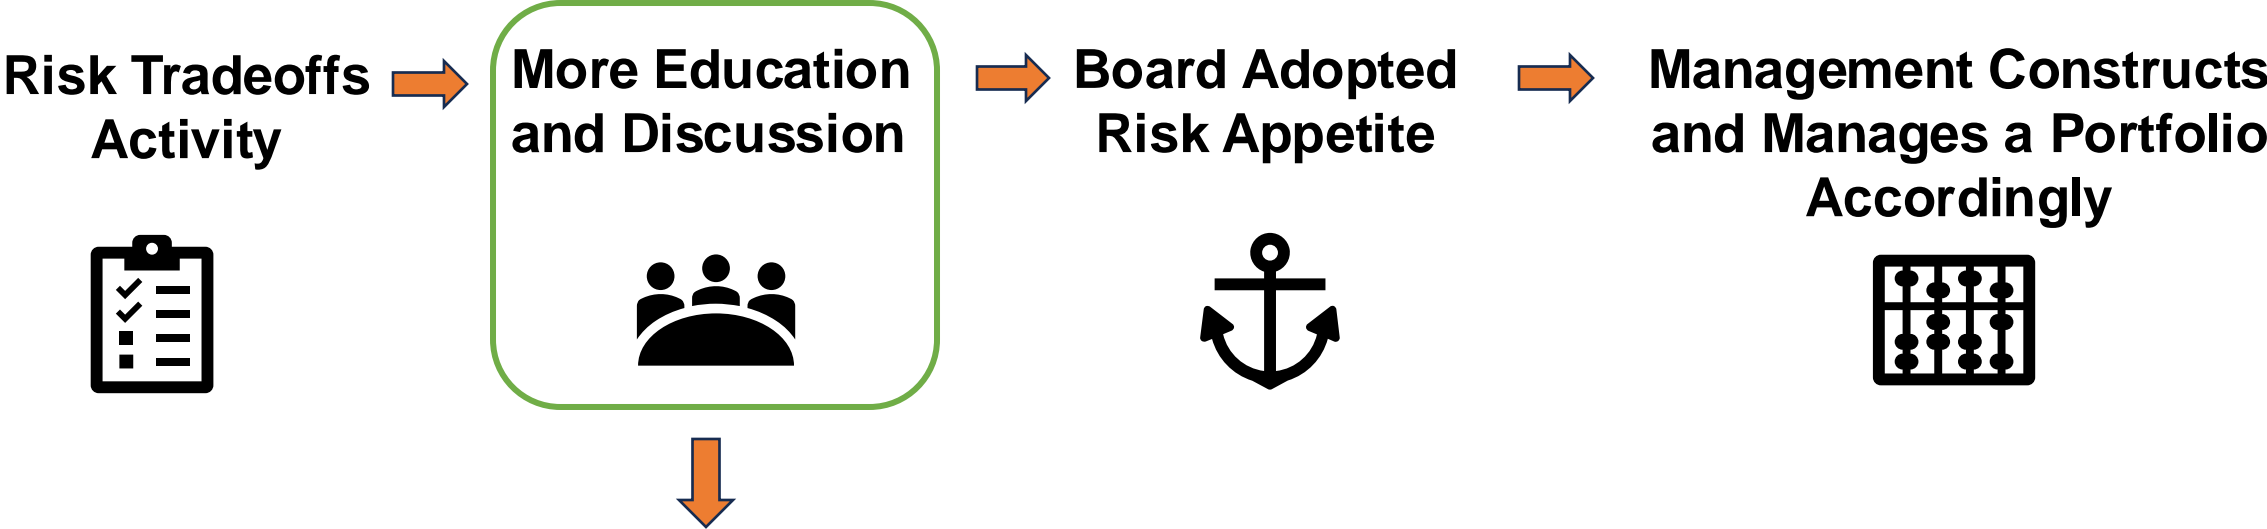 Risk Tradeoffs
Activity
More Education
and Discussion
Board Adopted
Risk Appetite
Management Constructs
and Manages a Portfolio
Accordingly